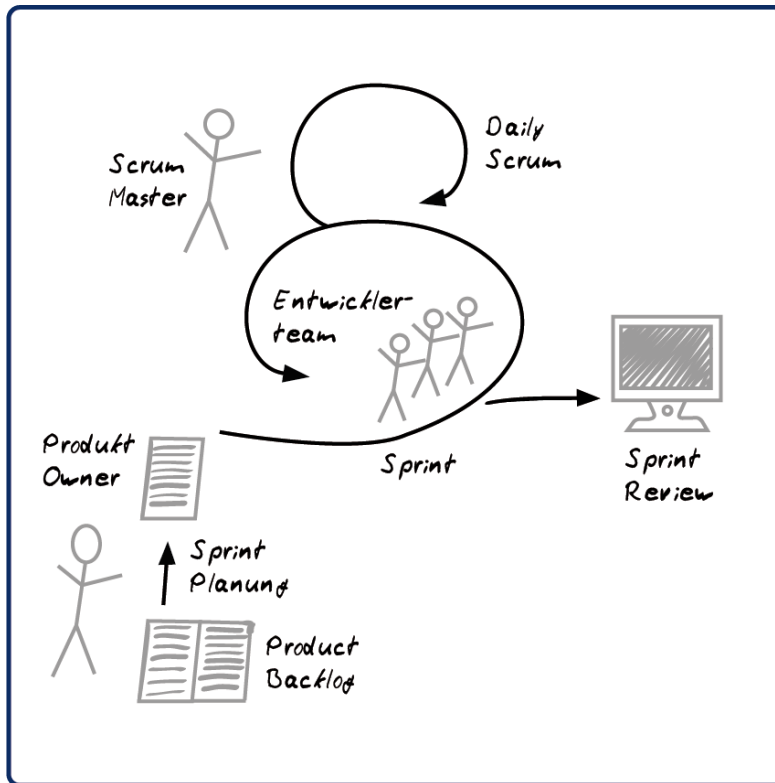 Daily
Scrum
Scrum
Master
Entwickler-
team
Produkt
Owner
Sprint
Sprint
Review
Sprint
Planung
Product
Backlog